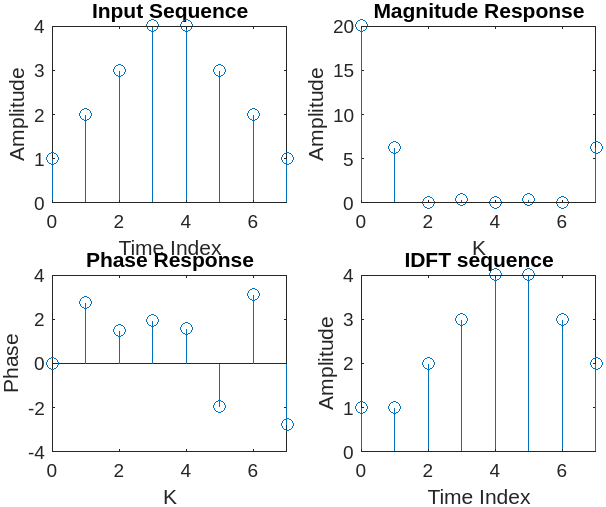 Input Sequence
Amplitude
4
3
2
1
0
0 2 4 6
Time Index
Magnitude Response
Amplitude
20
15
10
5
0
0 2 4 6
K
Phase Response
Phase
4
2
0
-2
-4
0 2 4 6
K
IDFT sequence
Amplitude
4
3
2
1
0
0 2 4 6
Time Index